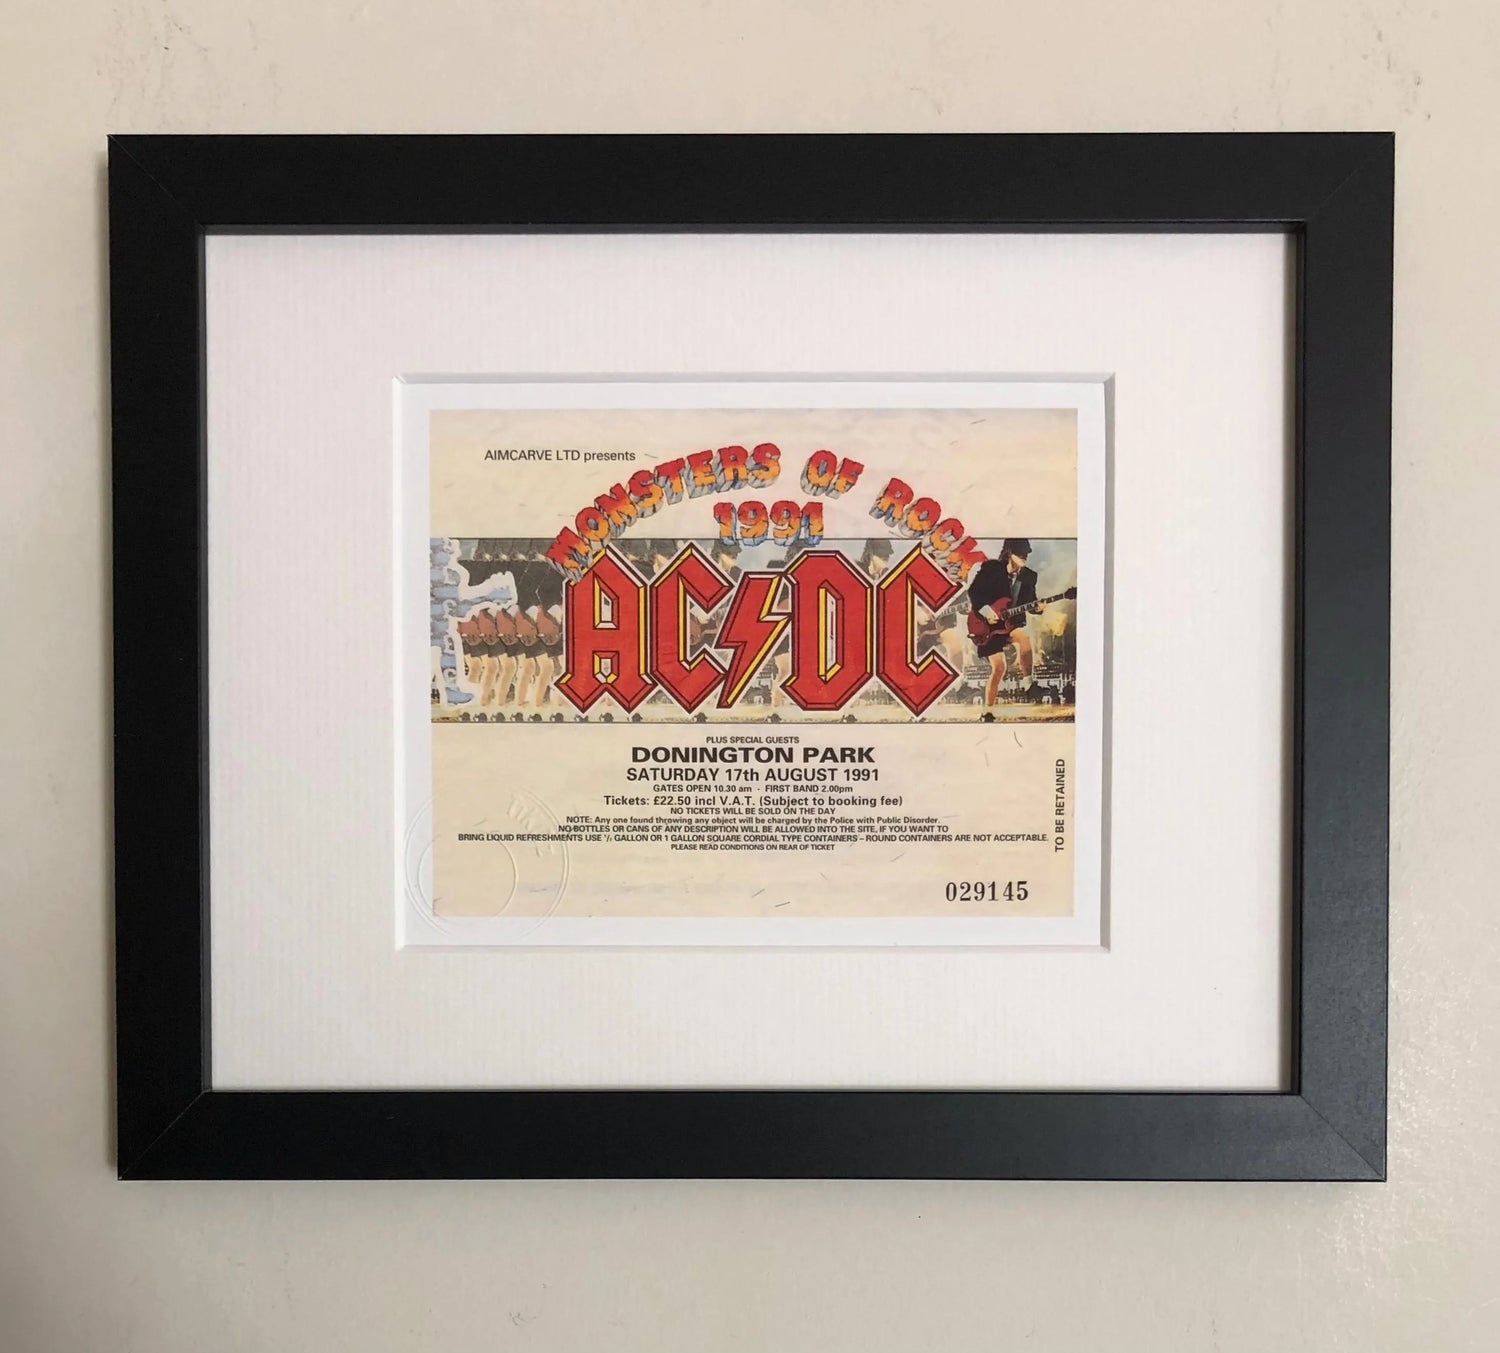 AIMCARVE LTD presents
MONSTERS OF ROCK
1991
AC/DC
PLUS SPECIAL GUESTS
DONINGTON PARK
SATURDAY 17th AUGUST 1991
GATES OPEN 10.30 am - FIRST BAND 2.00pm
Tickets: £22.50 incl V.A.T. (Subject to booking fee)
NO TICKETS WILL BE SOLD ON THE DAY
NOTE: Any one found throwing any object will be charged by the Police with Public Disorder.
NO BOTTLES OR CANS OF ANY DESCRIPTION WILL BE ALLOWED INTO THE SITE, IF YOU WANT TO
BRING LIQUID REFRESHMENTS USE ½ GALLON OR 1 GALLON SQUARE CORDIAL TYPE CONTAINERS – ROUND CONTAINERS ARE NOT ACCEPTABLE.
PLEASE READ CONDITIONS ON REAR OF TICKET
TO BE RETAINED
029145